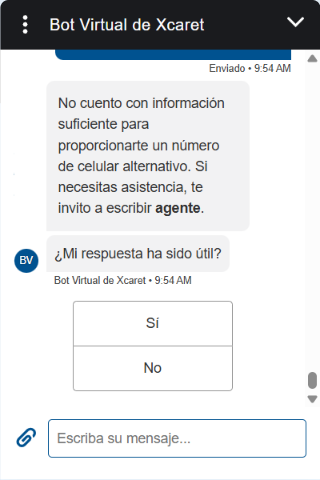 Bot Virtual de Xcaret
Enviado • 9:54 AM
No cuento con información
suficiente para
proporcionarte un número
de celular alternativo. Si
necesitas asistencia, te
invito a escribir agente.
¿Mi respuesta ha sido útil?
BV
Bot Virtual de Xcaret • 9:54 AM
Sí
No
Escriba su mensaje...